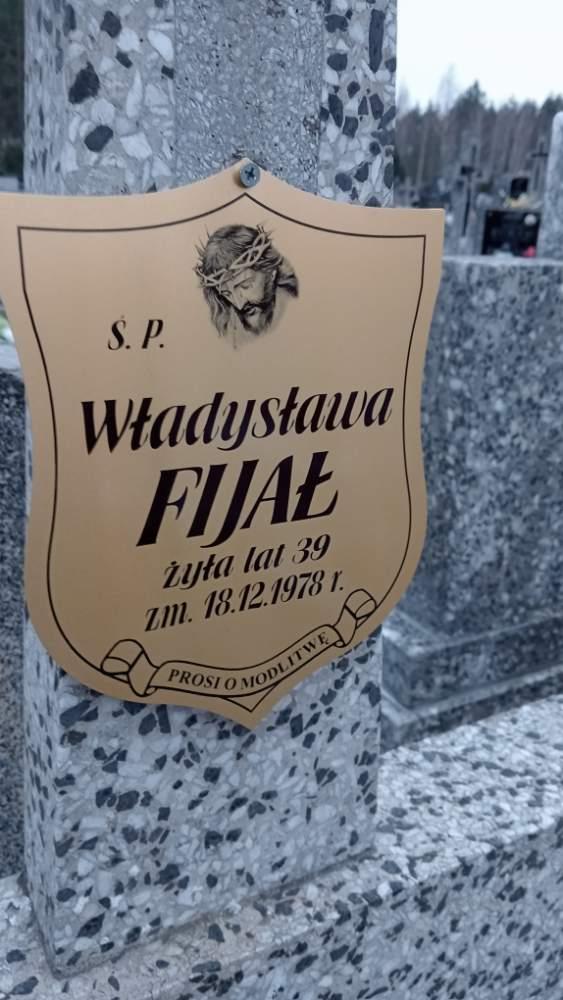 Ś. P.
Władysława
FIJAŁ
żyła lat 39
zm. 18.12.1978 r.
PROSI O MODLITWĘ